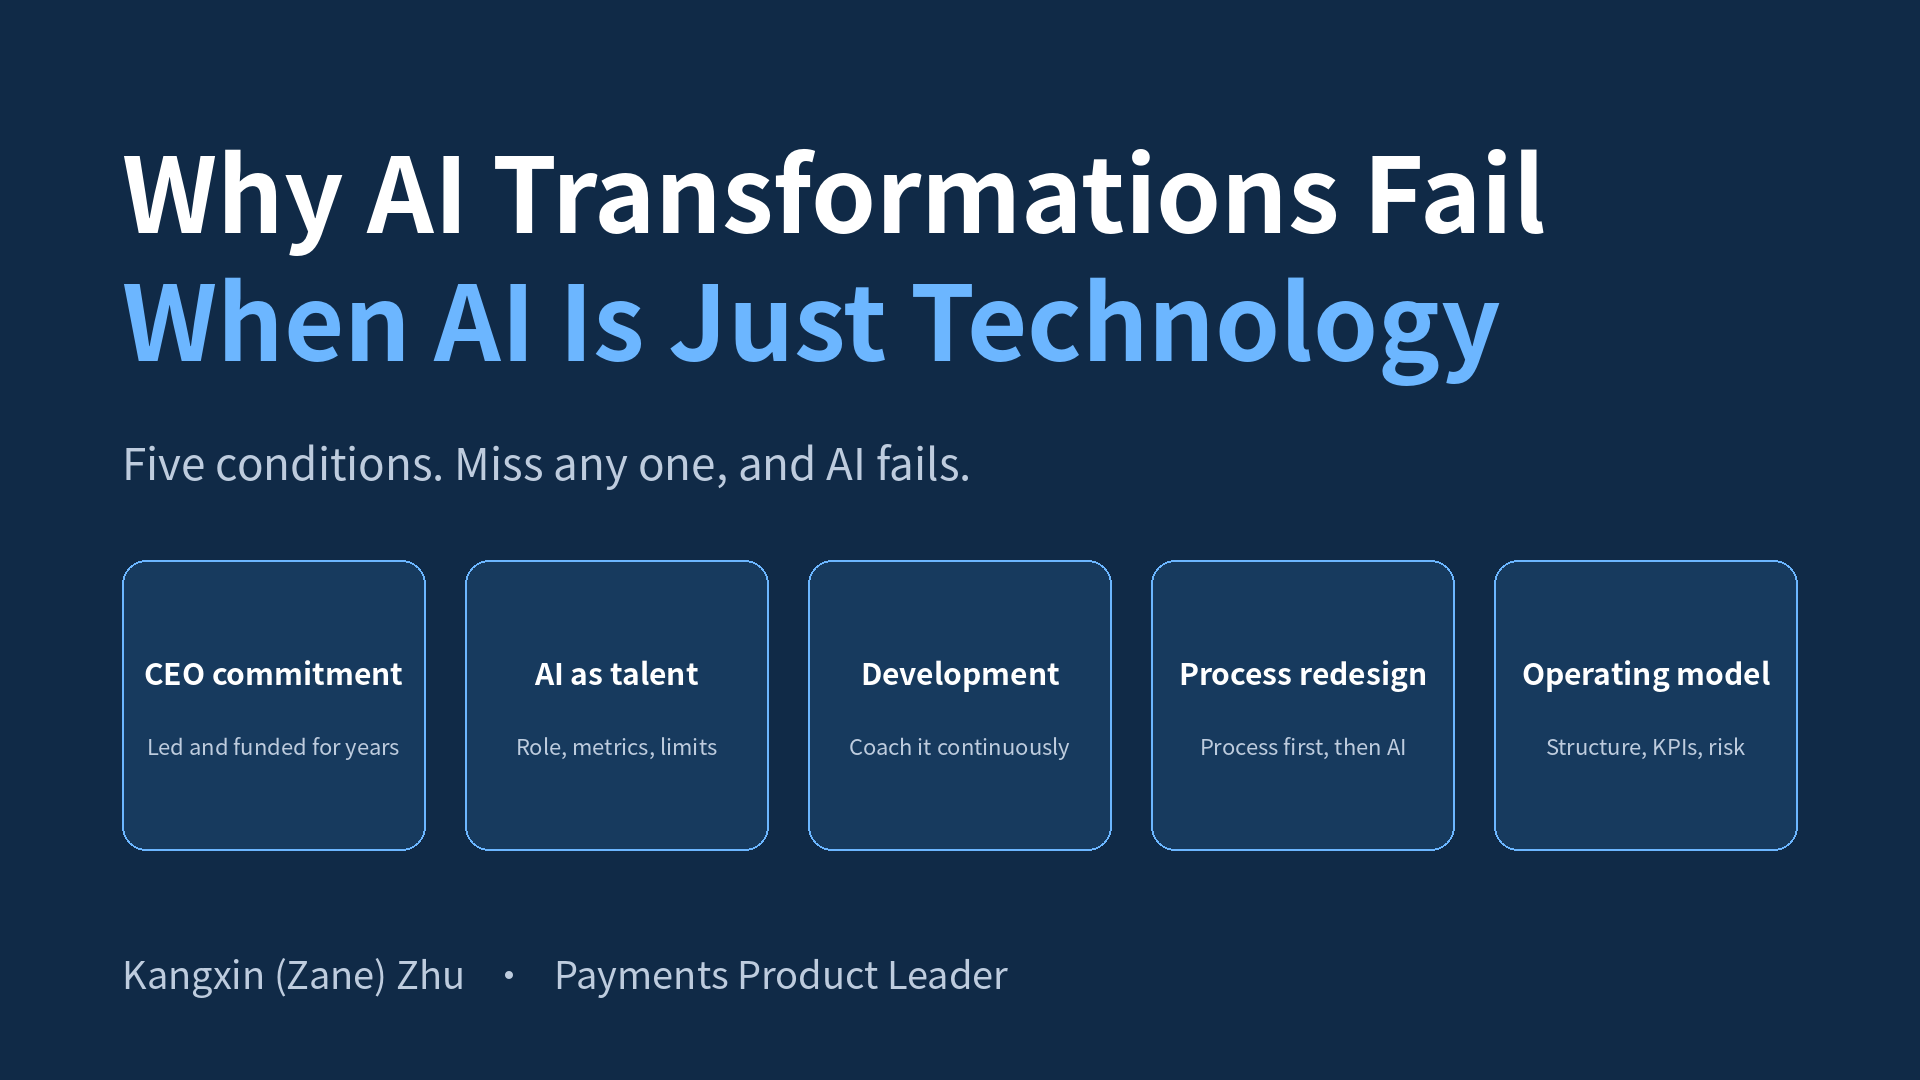 Why AI Transformations Fail
When AI Is Just Technology
Five conditions. Miss any one, and AI fails.
CEO commitment
Led and funded for years
AI as talent
Role, metrics, limits
Development
Coach it continuously
Process redesign
Process first, then AI
Operating model
Structure, KPIs, risk
Kangxin (Zane) Zhu • Payments Product Leader